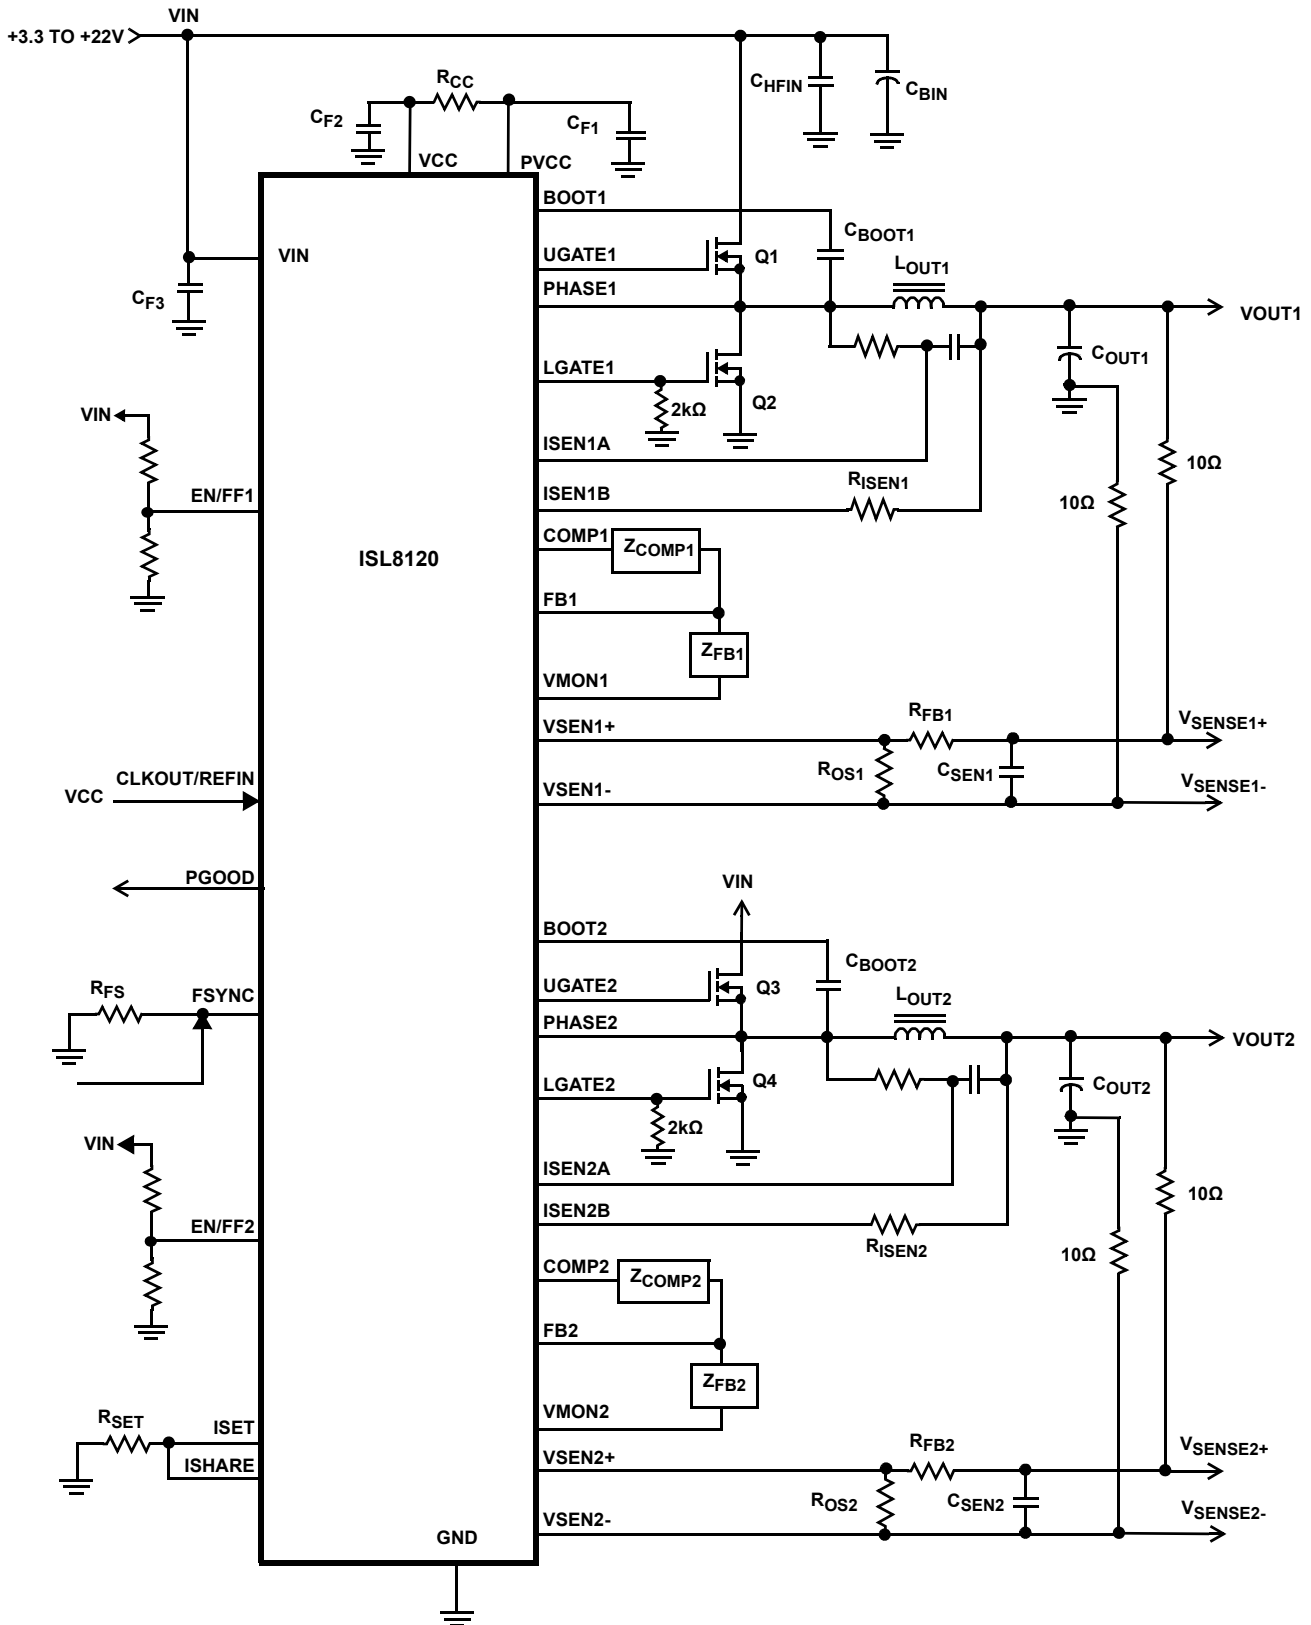 VIN
+3.3 TO +22V
RCC
CHFIN
CBIN
CF2
CF1
VCC
PVCC
BOOT1
CBOOT1
VIN
UGATE1
Q1
LOUT1
CF3
PHASE1
VOUT1
COUT1
LGATE1
2kΩ
Q2
VIN
ISEN1A
10Ω
EN/FF1
ISEN1B
RISEN1
10Ω
COMP1
ZCOMP1
ISL8120
FB1
ZFB1
VMON1
VSEN1+
RFB1
VSENSE1+
ROS1
CSEN1
CLKOUT/REFIN
VCC
VSEN1-
VSENSE1-
PGOOD
VIN
BOOT2
CBOOT2
RFS
FSYNC
UGATE2
Q3
LOUT2
PHASE2
VOUT2
LGATE2
Q4
COUT2
2kΩ
VIN
ISEN2A
10Ω
EN/FF2
ISEN2B
RISEN2
10Ω
COMP2
ZCOMP2
FB2
ZFB2
VMON2
RSET
ISET
ISHARE
VSEN2+
RFB2
VSENSE2+
ROS2
CSEN2
VSEN2-
VSENSE2-
GND